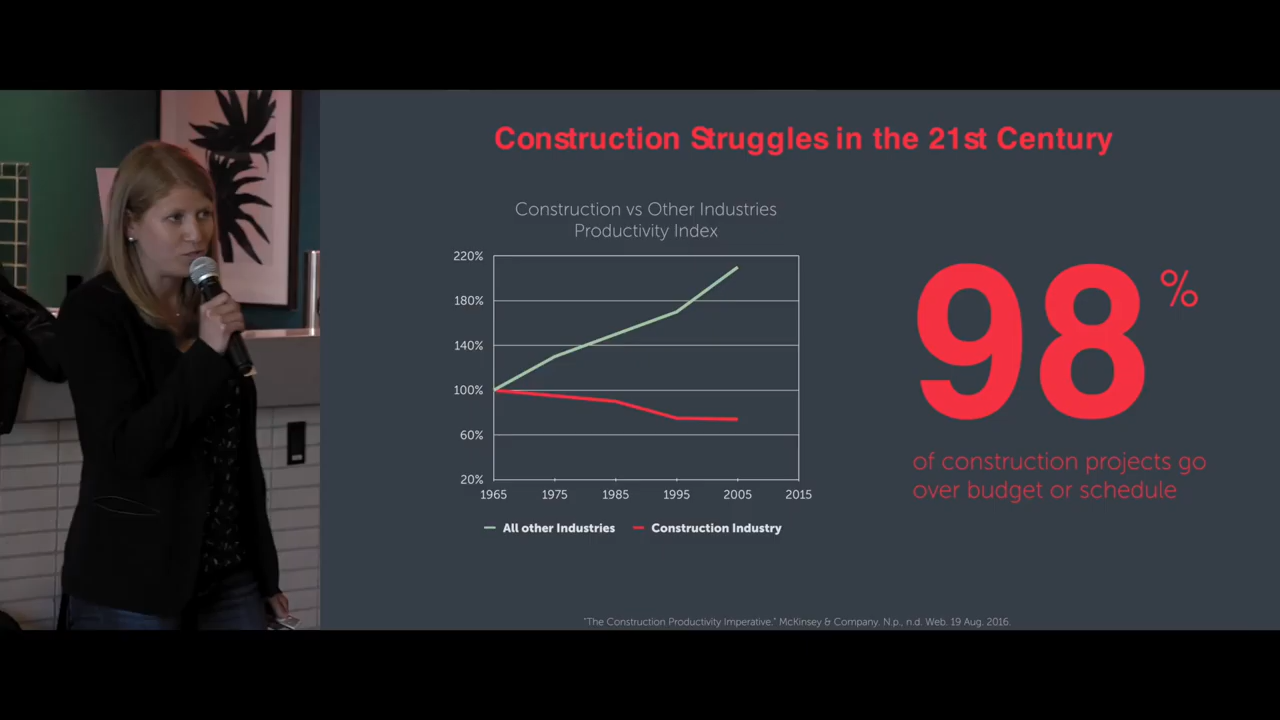 Construction Struggles in the 21st Century
Construction vs Other Industries
Productivity Index
220%
180%
140%
100%
60%
20%
1965 1975 1985 1995 2005 2015
All other Industries Construction Industry
98%
of construction projects go
over budget or schedule
"The Construction Productivity Imperative." McKinsey & Company. N.p., n.d. Web. 19 Aug. 2016.